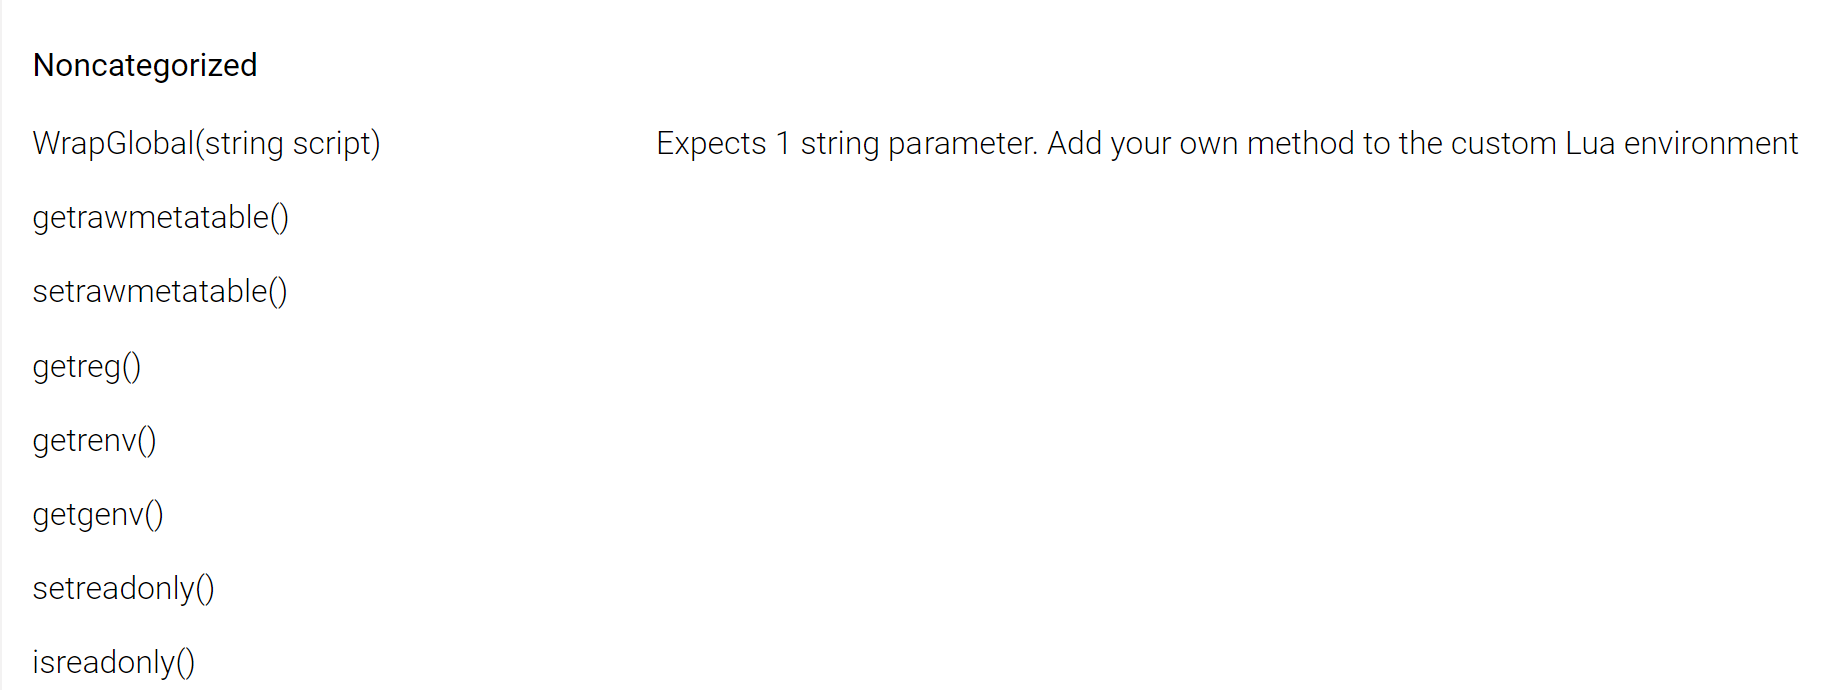 Noncategorized
WrapGlobal(string script) Expects 1 string parameter. Add your own method to the custom Lua environment
getrawmetatable()
setrawmetatable()
getreg()
getrenv()
getgenv()
setreadonly()
isreadonly()